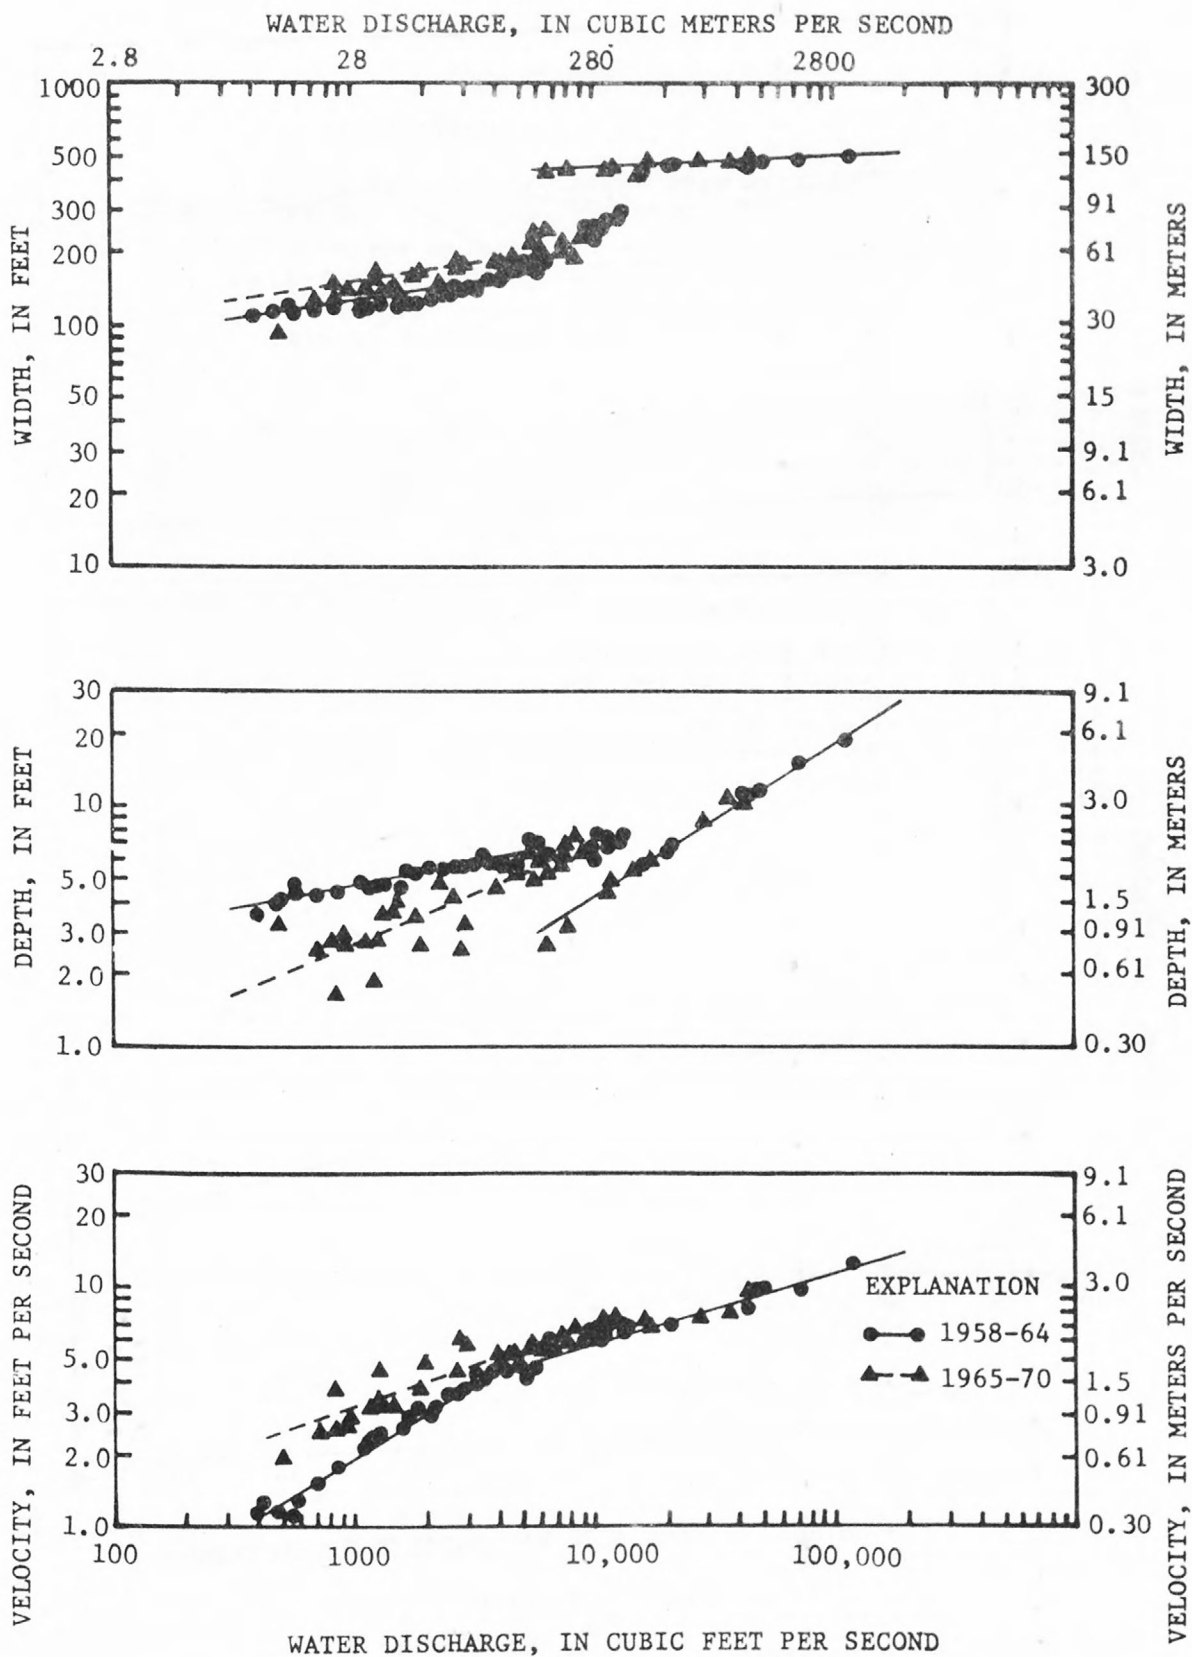 WATER DISCHARGE, IN CUBIC METERS PER SECOND
2.8 28 280 2800
1000 300
500 150
300 91
200 61
100 30
50 15
30 9.1
20 6.1
10 3.0
WIDTH, IN FEET
WIDTH, IN METERS
30 9.1
20 6.1
10 3.0
5.0 1.5
3.0 0.91
2.0 0.61
1.0 0.30
DEPTH, IN FEET
DEPTH, IN METERS
30 9.1
20 6.1
10 3.0
5.0 1.5
3.0 0.91
2.0 0.61
1.0 0.30
VELOCITY, IN FEET PER SECOND
VELOCITY, IN METERS PER SECOND
EXPLANATION
1958-64
1965-70
100 1000 10,000 100,000
WATER DISCHARGE, IN CUBIC FEET PER SECOND